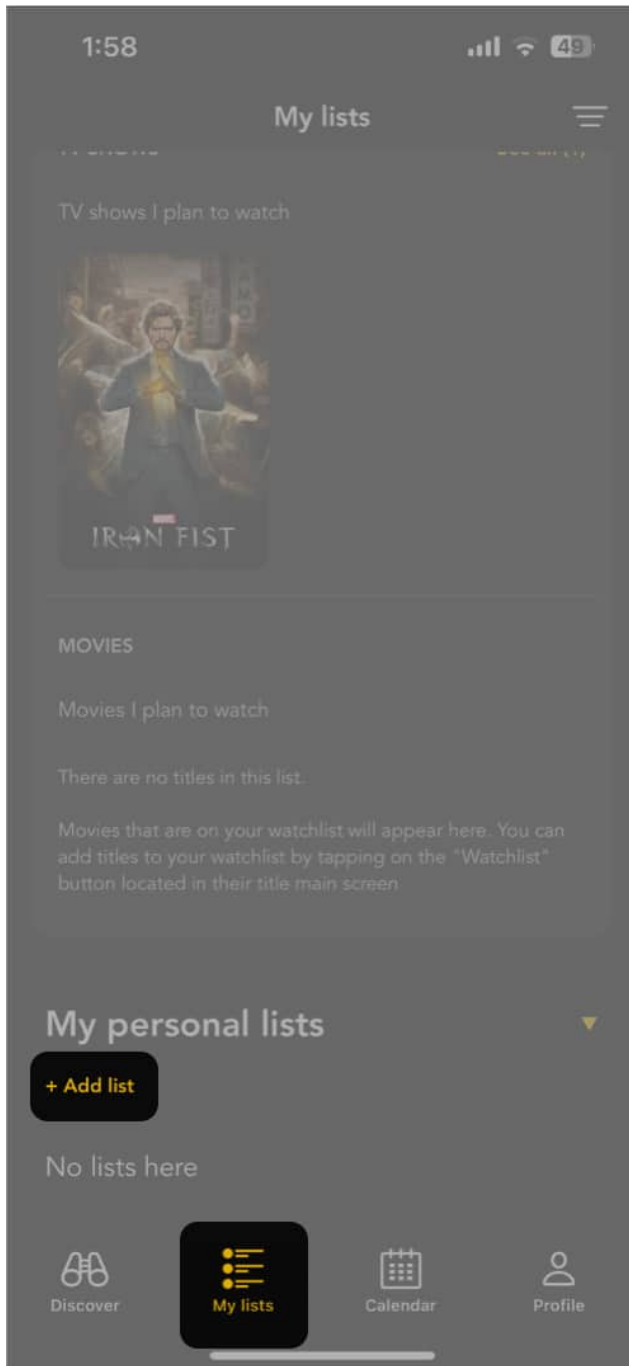 1:58
49
My lists
TV shows I plan to watch
MARVEL
IRON FIST
MOVIES
Movies I plan to watch
There are no titles in this list.
Movies that are on your watchlist will appear here. You can
add titles to your watchlist by tapping on the "Watchlist"
button located in their title main screen
My personal lists
+ Add list
No lists here
Discover
My lists
Calendar
Profile